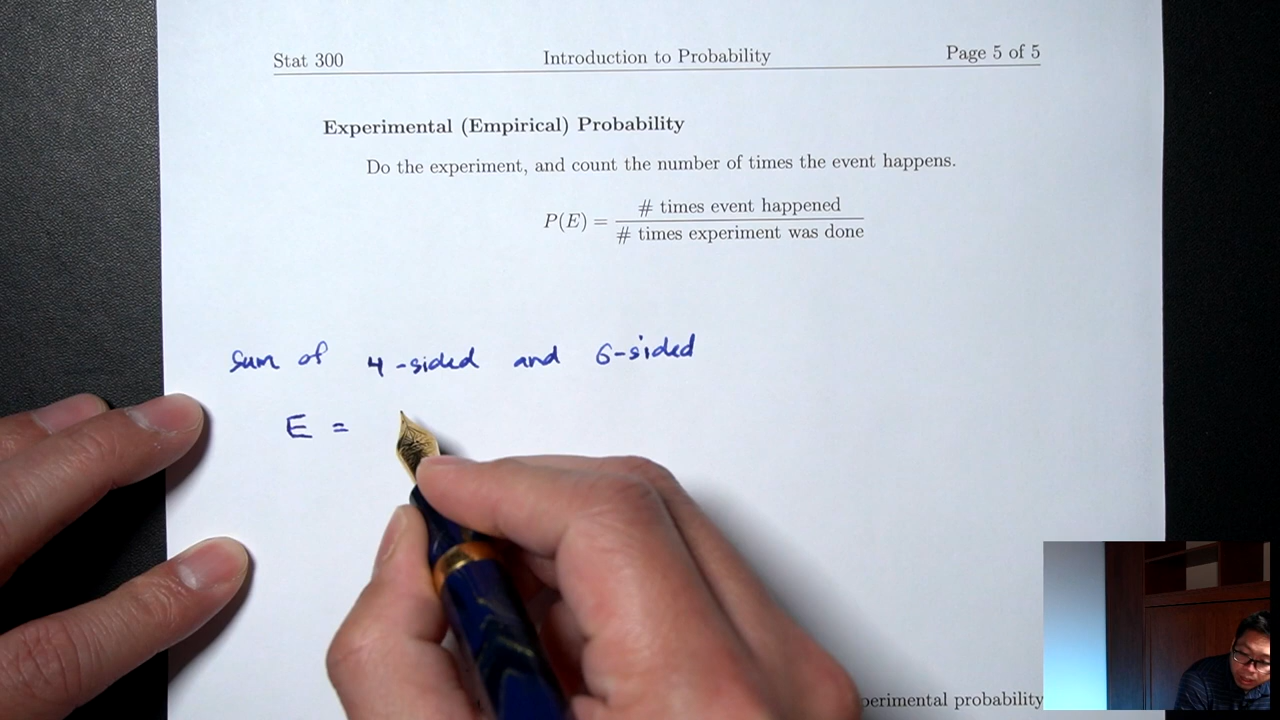 Stat 300 Introduction to Probability Page 5 of 5
Experimental (Empirical) Probability
Do the experiment, and count the number of times the event happens.
P(E) = # times event happened / # times experiment was done
Sum of 4-sided and 6-sided
E =
perimental probability